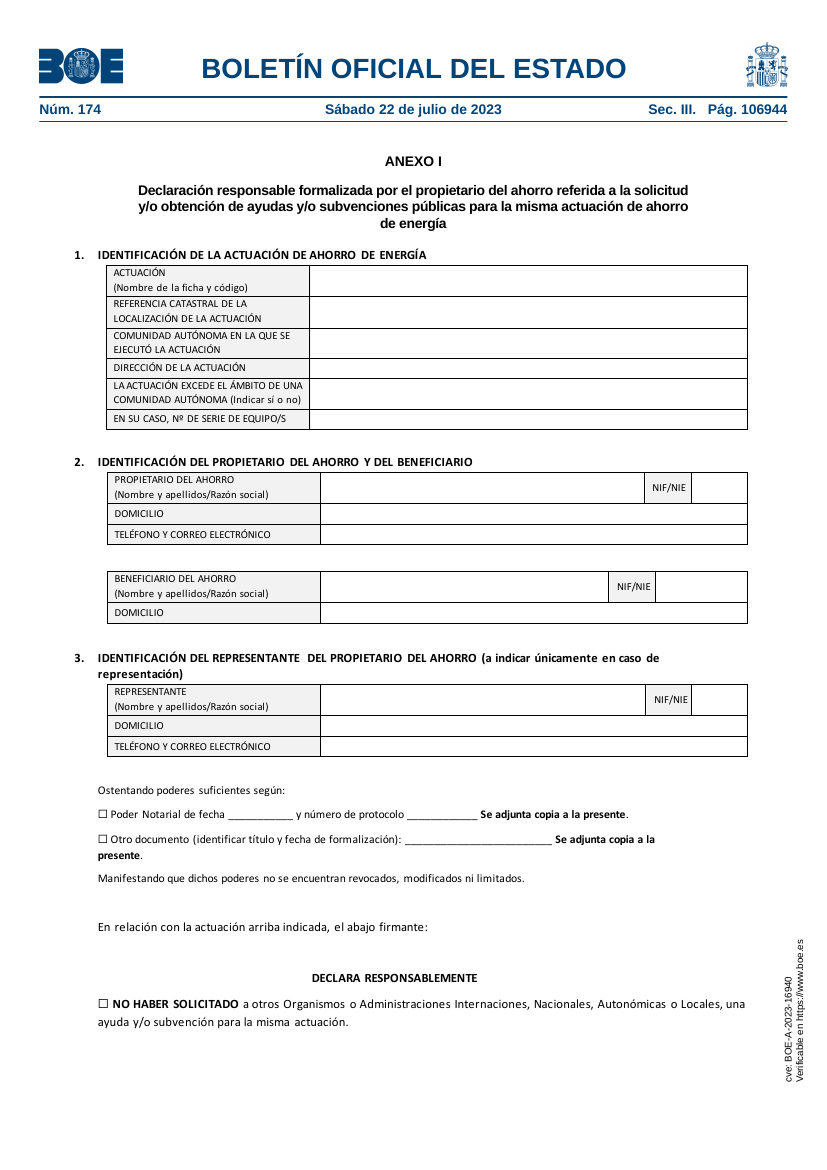 BOE
BOLETÍN OFICIAL DEL ESTADO
Núm. 174
Sábado 22 de julio de 2023
Sec. III. Pág. 106944
ANEXO I
Declaración responsable formalizada por el propietario del ahorro referida a la solicitud
y/o obtención de ayudas y/o subvenciones públicas para la misma actuación de ahorro
de energía
1. IDENTIFICACIÓN DE LA ACTUACIÓN DE AHORRO DE ENERGÍA
ACTUACIÓN
(Nombre de la ficha y código)
REFERENCIA CATASTRAL DE LA
LOCALIZACIÓN DE LA ACTUACIÓN
COMUNIDAD AUTÓNOMA EN LA QUE SE
EJECUTÓ LA ACTUACIÓN
DIRECCIÓN DE LA ACTUACIÓN
LA ACTUACIÓN EXCEDE EL ÁMBITO DE UNA
COMUNIDAD AUTÓNOMA (Indicar sí o no)
EN SU CASO, Nº DE SERIE DE EQUIPO/S
2. IDENTIFICACIÓN DEL PROPIETARIO DEL AHORRO Y DEL BENEFICIARIO
PROPIETARIO DEL AHORRO
(Nombre y apellidos/Razón social)
NIF/NIE
DOMICILIO
TELÉFONO Y CORREO ELECTRÓNICO
BENEFICIARIO DEL AHORRO
(Nombre y apellidos/Razón social)
NIF/NIE
DOMICILIO
3. IDENTIFICACIÓN DEL REPRESENTANTE DEL PROPIETARIO DEL AHORRO (a indicar únicamente en caso de
representación)
REPRESENTANTE
(Nombre y apellidos/Razón social)
NIF/NIE
DOMICILIO
TELÉFONO Y CORREO ELECTRÓNICO
Ostentando poderes suficientes según:
☐ Poder Notarial de fecha ___________ y número de protocolo ____________ Se adjunta copia a la presente.
☐ Otro documento (identificar título y fecha de formalización): _________________________ Se adjunta copia a la
presente.
Manifestando que dichos poderes no se encuentran revocados, modificados ni limitados.
En relación con la actuación arriba indicada, el abajo firmante:
DECLARA RESPONSABLEMENTE
☐ NO HABER SOLICITADO a otros Organismos o Administraciones Internaciones, Nacionales, Autonómicas o Locales, una
ayuda y/o subvención para la misma actuación.
cve: BOE-A-2023-16940
Verificable en https://www.boe.es